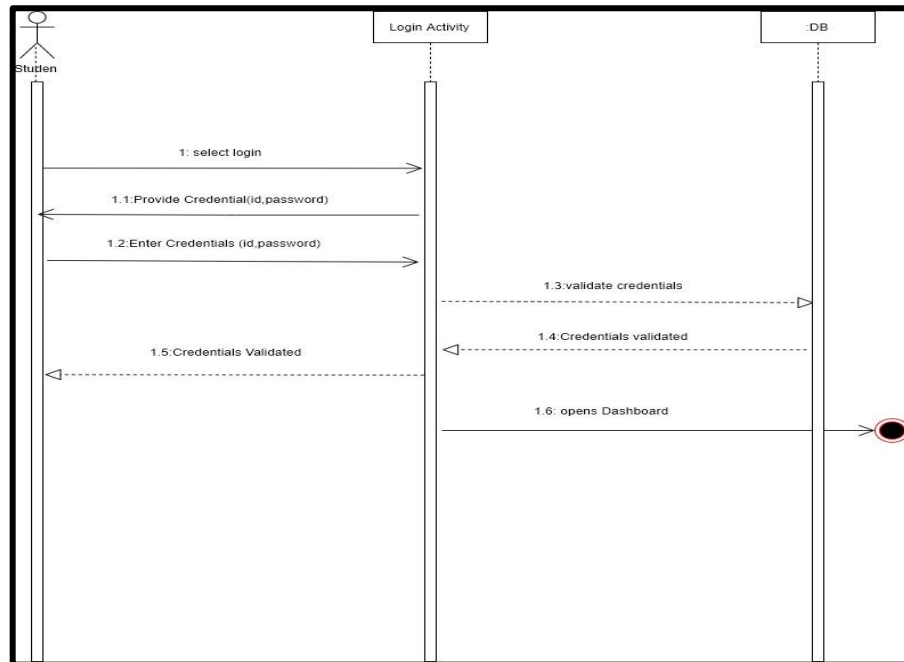 Login Activity
:DB
Studen
1: select login
1.1:Provide Credential(id,password)
1.2:Enter Credentials (id,password)
1.3:validate credentials
1.4:Credentials validated
1.5:Credentials Validated
1.6: opens Dashboard